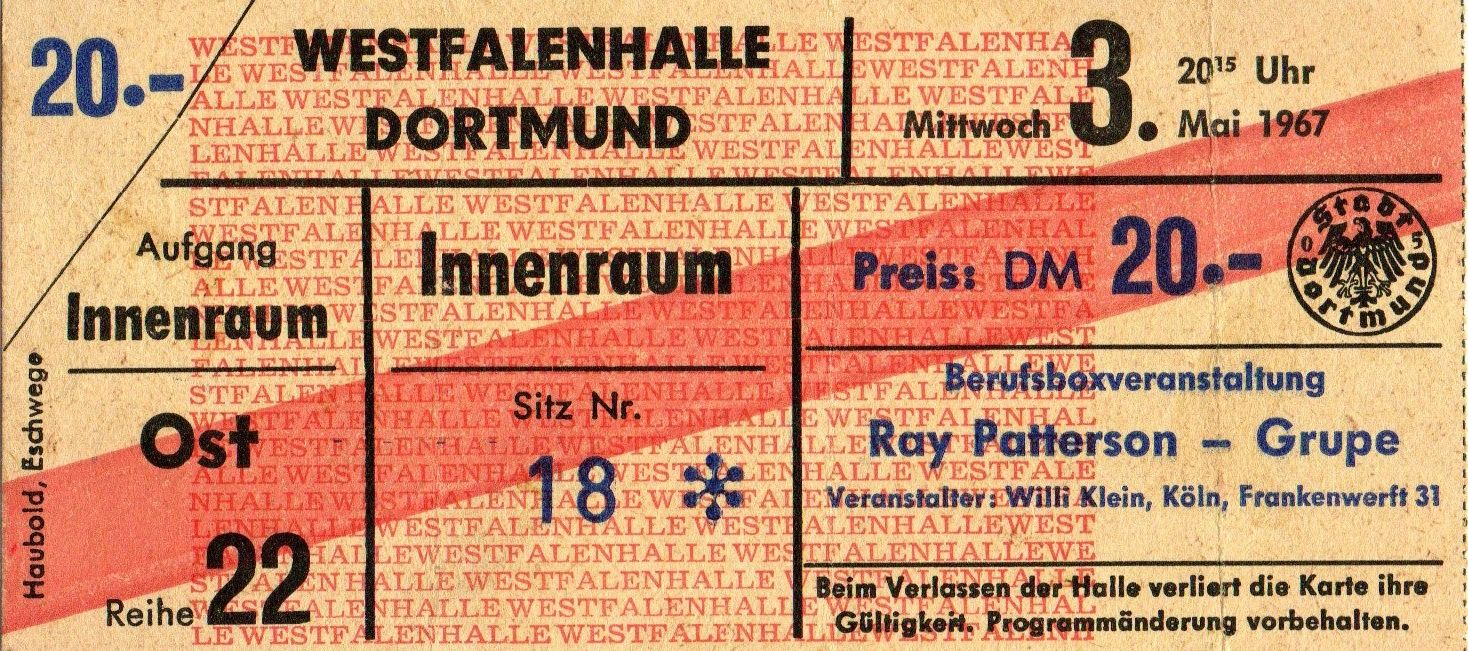 20.-
WESTFALENHALLE
DORTMUND
Mittwoch 3. Mai 1967
20¹⁵ Uhr
Aufgang
Innenraum
Ost
Reihe 22
Innenraum
Sitz Nr.
18 *
Preis: DM 20.-
Stadt Dortmund
05
Berufsboxveranstaltung
Ray Patterson – Grupe
Veranstalter: Willi Klein, Köln, Frankenwerft 31
Beim Verlassen der Halle verliert die Karte ihre
Gültigkeit. Programmänderung vorbehalten.
Haubold, Eschwege